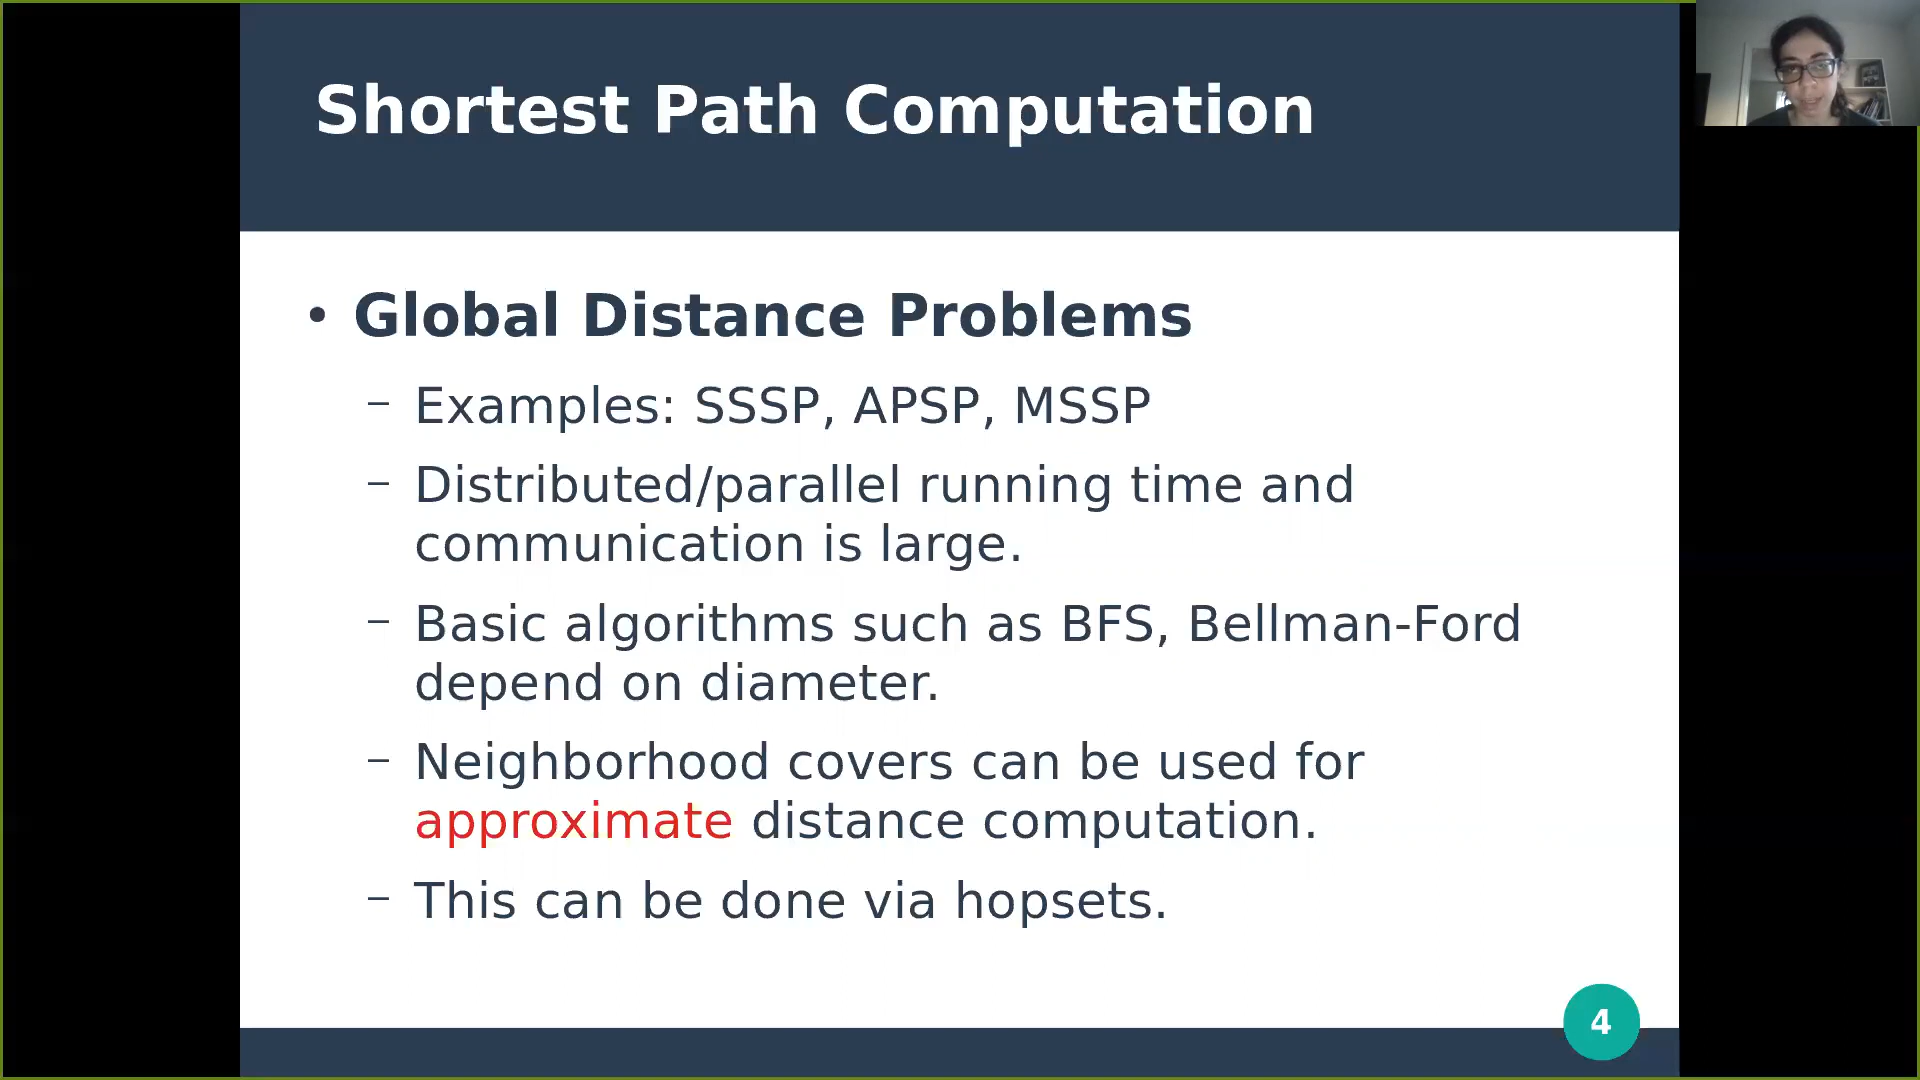 Shortest Path Computation
• Global Distance Problems
– Examples: SSSP, APSP, MSSP
– Distributed/parallel running time and
communication is large.
– Basic algorithms such as BFS, Bellman-Ford
depend on diameter.
– Neighborhood covers can be used for
approximate distance computation.
– This can be done via hopsets.
4